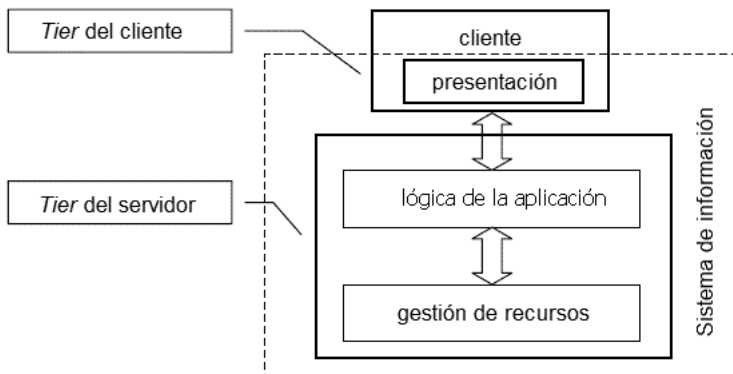 Tier del cliente
cliente
presentación
lógica de la aplicación
Tier del servidor
gestión de recursos
Sistema de información